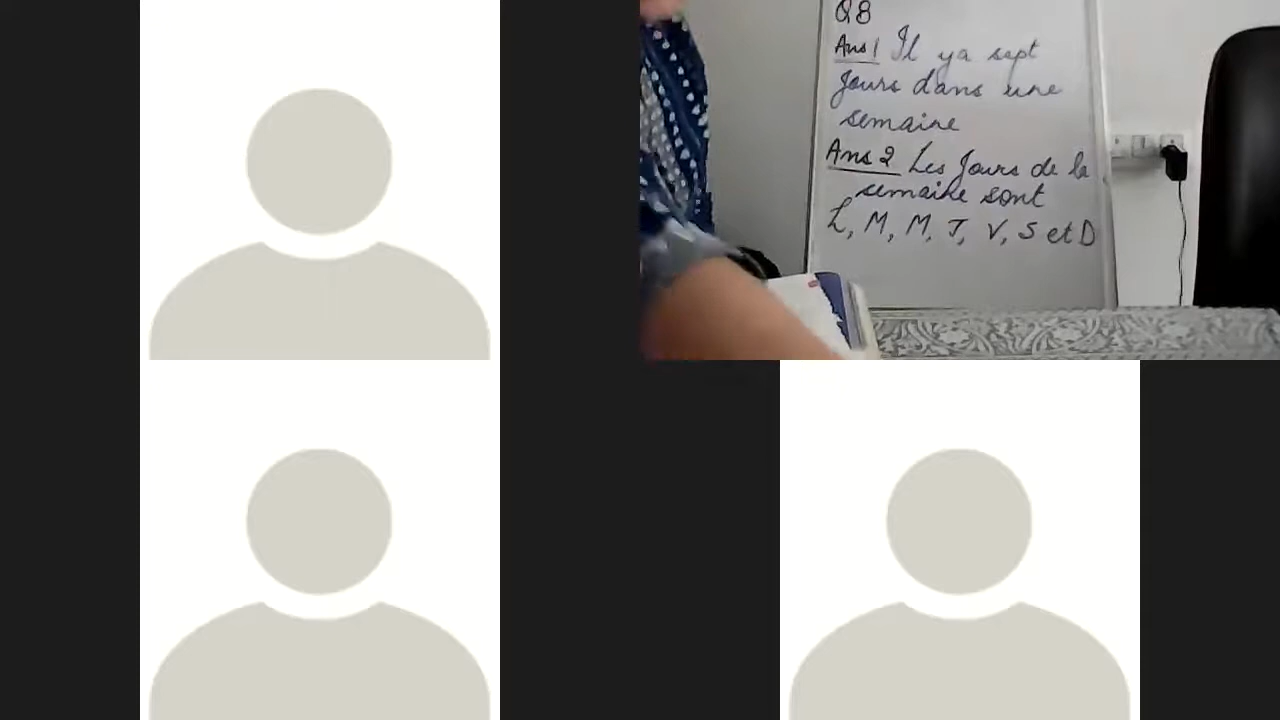 Q8
Ans 1 Il ya sept
Jours dans une
semaine
Ans 2 Les Jours de la
semaine sont
L, M, M, J, V, S et D